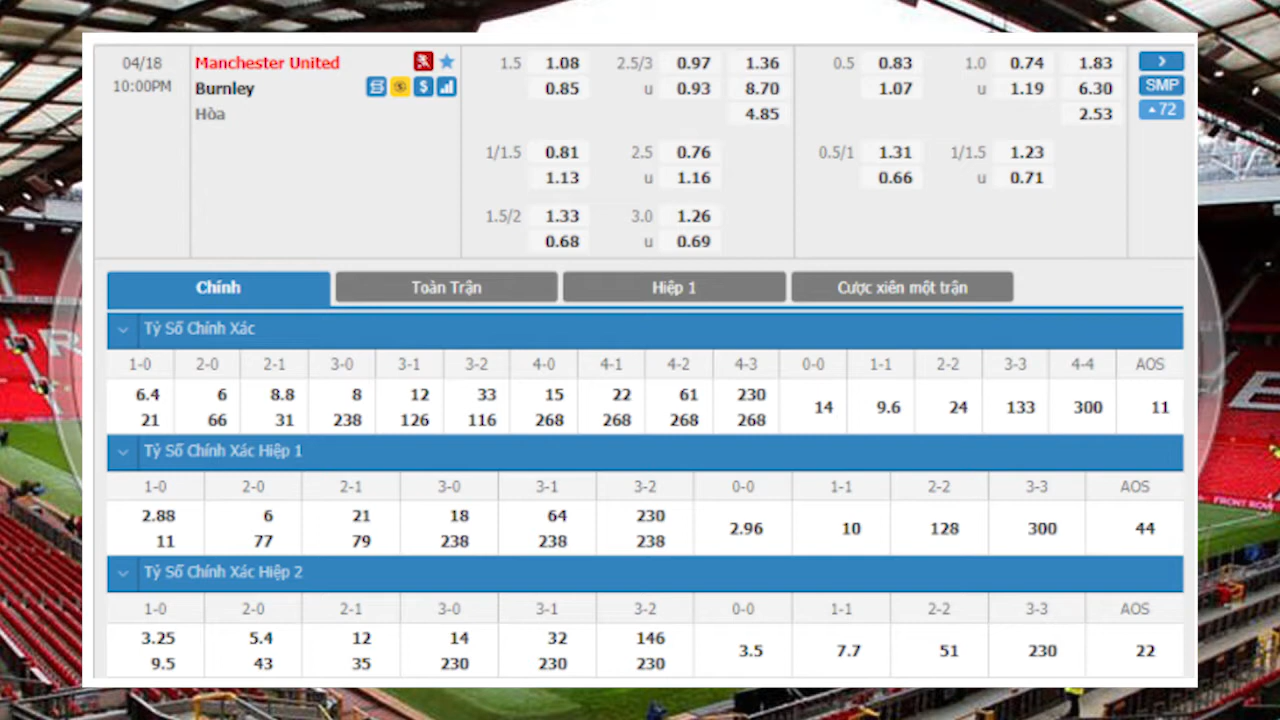 04/18 Manchester United 1.5 1.08 2.5/3 0.97 1.36 0.5 0.83 1.0 0.74 1.83
10:00PM Burnley $ 0.85 u 0.93 8.70 1.07 u 1.19 6.30 SMP
Hòa 4.85 2.53 72
1/1.5 0.81 2.5 0.76 0.5/1 1.31 1/1.5 1.23
1.13 u 1.16 0.66 u 0.71
1.5/2 1.33 3.0 1.26
0.68 u 0.69
Chính Toàn Trận Hiệp 1 Cược xiên một trận
Tỷ Số Chính Xác
1-0 2-0 2-1 3-0 3-1 3-2 4-0 4-1 4-2 4-3 0-0 1-1 2-2 3-3 4-4 AOS
6.4 6 8.8 8 12 33 15 22 61 230
14 9.6 24 133 300 11
21 66 31 238 126 116 268 268 268 268
Tỷ Số Chính Xác Hiệp 1
1-0 2-0 2-1 3-0 3-1 3-2 0-0 1-1 2-2 3-3 AOS
2.88 6 21 18 64 230
2.96 10 128 300 44
11 77 79 238 238 238
Tỷ Số Chính Xác Hiệp 2
1-0 2-0 2-1 3-0 3-1 3-2 0-0 1-1 2-2 3-3 AOS
3.25 5.4 12 14 32 146
3.5 7.7 51 230 22
9.5 43 35 230 230 230
FRONT ROW